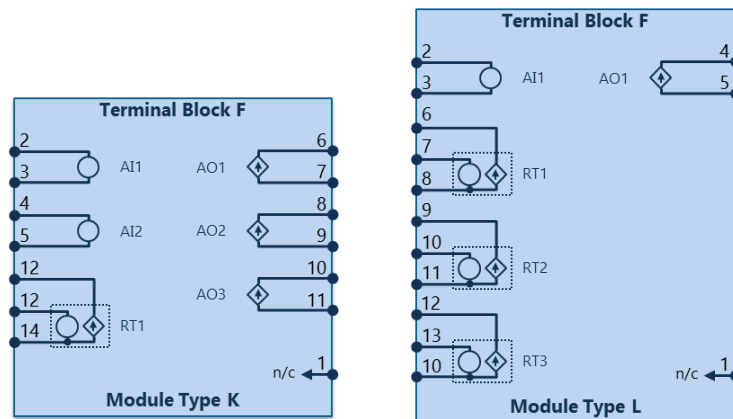 Terminal Block F
2
AI1
3
4
AI2
5
12
12
RT1
14
6
AO1
7
8
AO2
9
10
AO3
11
1
n/c
Module Type K
Terminal Block F
2
AI1
3
4
AO1
5
6
7
RT1
8
9
10
RT2
11
12
13
RT3
10
1
n/c
Module Type L